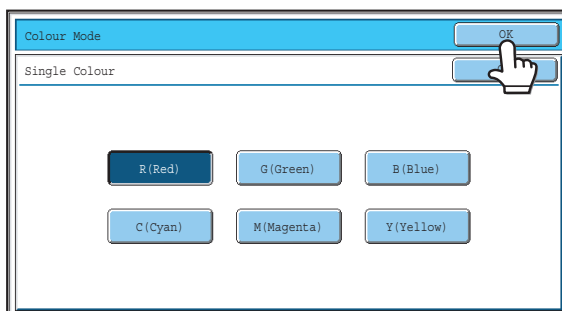 Colour Mode
OK
Single Colour
R(Red)
G(Green)
B(Blue)
C(Cyan)
M(Magenta)
Y(Yellow)